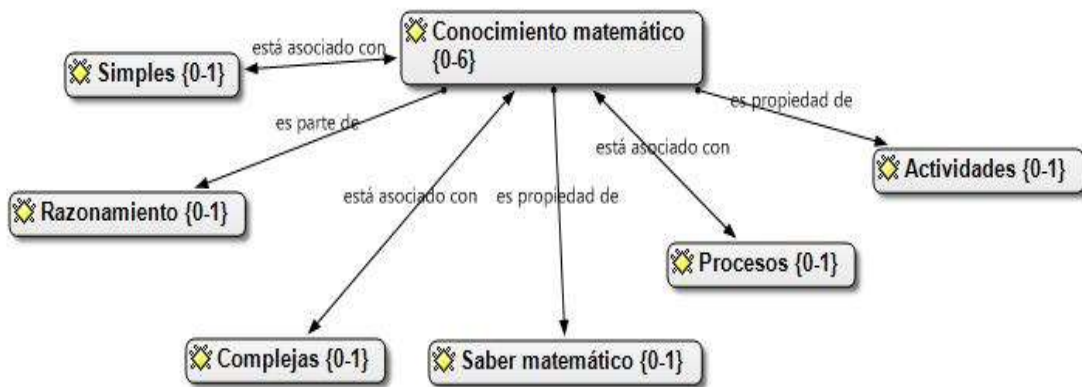 Conocimiento matemático
{0-6}
está asociado con
Simples {0-1}
es propiedad de
es parte de
está asociado con
Actividades {0-1}
está asociado con
es propiedad de
Razonamiento {0-1}
Procesos {0-1}
Complejas {0-1}
Saber matemático {0-1}